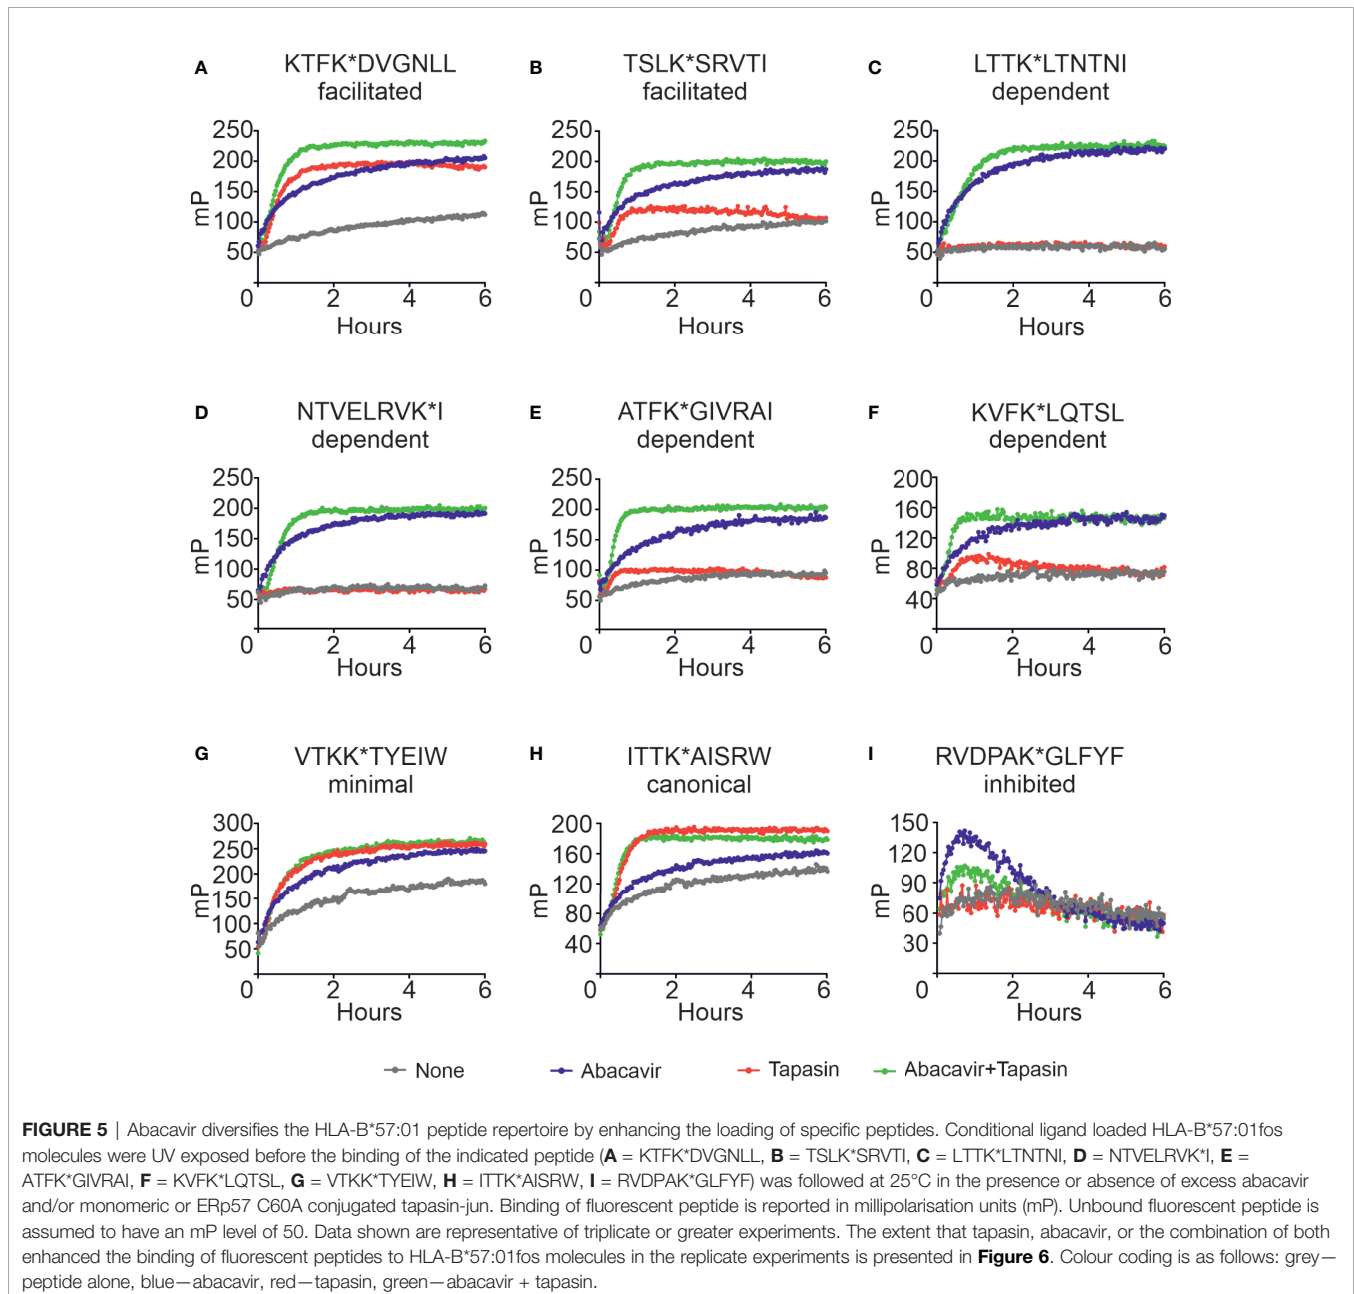 A
KTFK*DVGNLL
facilitated
250
200
150
100
50
mP
0
2
4
6
Hours
B
TSLK*SRVTI
facilitated
250
200
150
100
50
mP
0
2
4
6
Hours
C
LTTK*LTNTNI
dependent
250
200
150
100
50
mP
0
2
4
6
Hours
D
NTVELRVK*I
dependent
250
200
150
100
50
mP
0
2
4
6
Hours
E
ATFK*GIVRAI
dependent
250
200
150
100
50
mP
0
2
4
6
Hours
F
KVFK*LQTSL
dependent
200
160
120
80
40
mP
0
2
4
6
Hours
G
VTKK*TYEIW
minimal
300
250
200
150
100
50
mP
0
2
4
6
Hours
H
ITTK*AISRW
canonical
200
160
120
80
40
mP
0
2
4
6
Hours
I
RVDPAK*GLFYF
inhibited
150
120
90
60
30
mP
0
2
4
6
Hours
None Abacavir Tapasin Abacavir+Tapasin
FIGURE 5 | Abacavir diversifies the HLA-B*57:01 peptide repertoire by enhancing the loading of specific peptides. Conditional ligand loaded HLA-B*57:01fos
molecules were UV exposed before the binding of the indicated peptide (A = KTFK*DVGNLL, B = TSLK*SRVTI, C = LTTK*LTNTNI, D = NTVELRVK*I, E =
ATFK*GIVRAI, F = KVFK*LQTSL, G = VTKK*TYEIW, H = ITTK*AISRW, I = RVDPAK*GLFYF) was followed at 25°C in the presence or absence of excess abacavir
and/or monomeric or ERp57 C60A conjugated tapasin-jun. Binding of fluorescent peptide is reported in millipolarisation units (mP). Unbound fluorescent peptide is
assumed to have an mP level of 50. Data shown are representative of triplicate or greater experiments. The extent that tapasin, abacavir, or the combination of both
enhanced the binding of fluorescent peptides to HLA-B*57:01fos molecules in the replicate experiments is presented in Figure 6. Colour coding is as follows: grey—
peptide alone, blue—abacavir, red—tapasin, green—abacavir + tapasin.